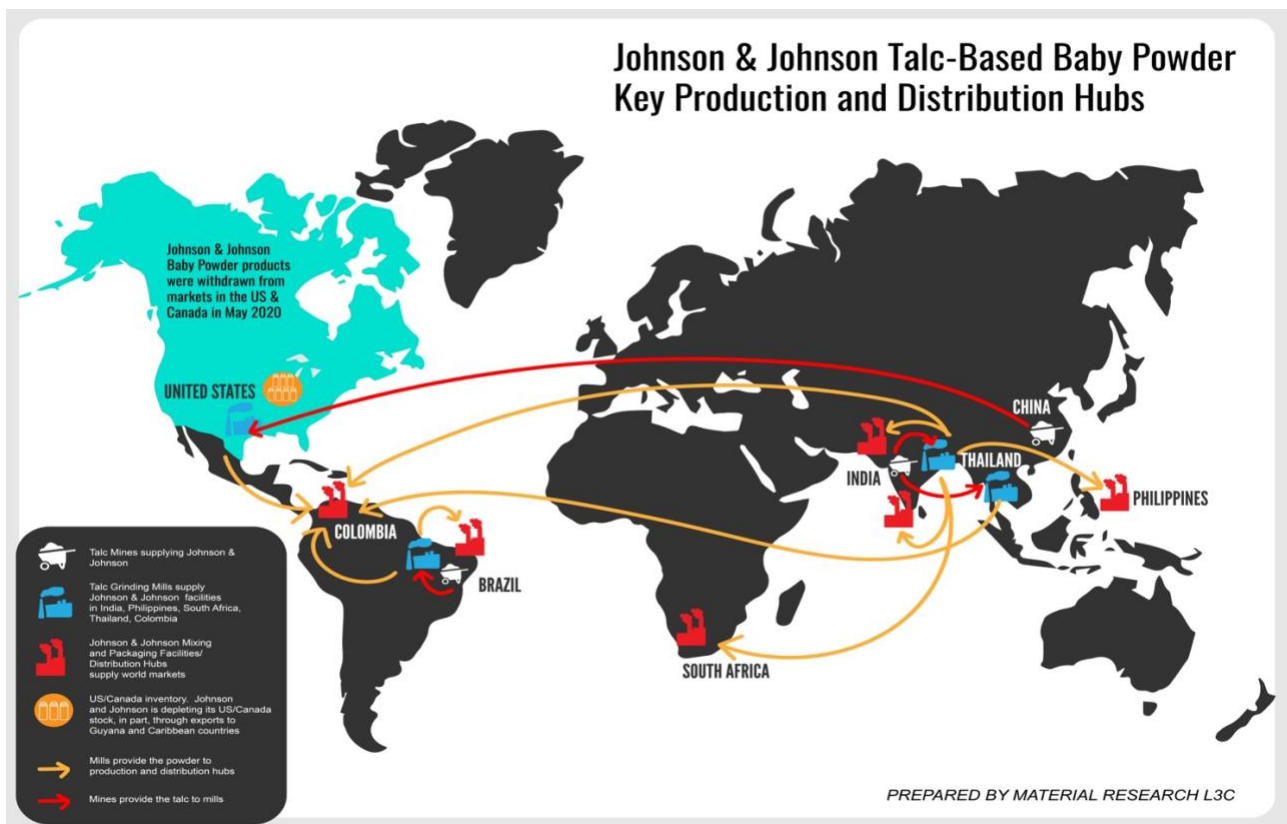 Johnson & Johnson Talc-Based Baby Powder
Key Production and Distribution Hubs
Johnson & Johnson
Baby Powder products
were withdrawn from
markets in the US &
Canada in May 2020
UNITED STATES
CHINA
INDIA
THAILAND
PHILIPPINES
COLOMBIA
BRAZIL
SOUTH AFRICA
Talc Mines supplying Johnson &
Johnson
Talc Grinding Mills supply
Johnson & Johnson facilities
in India, Philippines, South Africa,
Thailand, Colombia
Johnson & Johnson Mixing
and Packaging Facilities/
Distribution Hubs
supply world markets
US/Canada inventory. Johnson
and Johnson is depleting its US/Canada
stock, in part, through exports to
Guyana and Caribbean countries
Mills provide the powder to
production and distribution hubs
Mines provide the talc to mills
PREPARED BY MATERIAL RESEARCH L3C